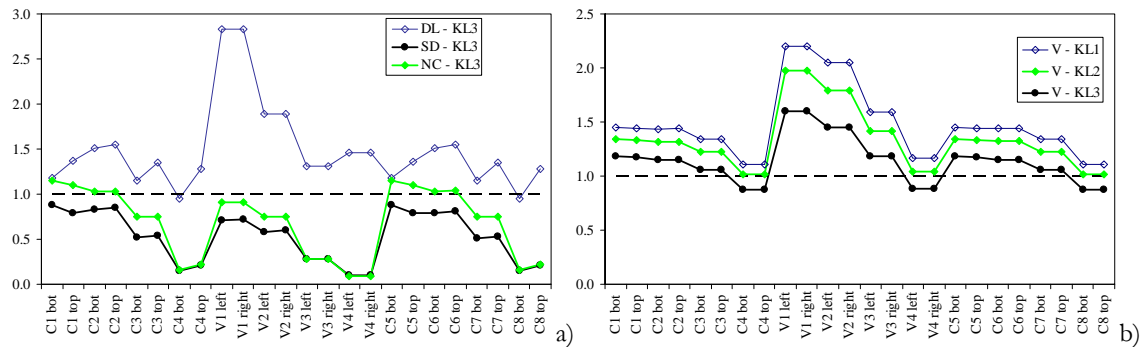 3.0
2.5
2.0
1.5
1.0
0.5
0.0
DL - KL3
SD - KL3
NC - KL3
C1 bot
C1 top
C2 bot
C2 top
C3 bot
C3 top
C4 bot
C4 top
V1 left
V1 right
V2 left
V2 right
V3 left
V3 right
V4 left
V4 right
C5 bot
C5 top
C6 bot
C6 top
C7 bot
C7 top
C8 bot
C8 top
a)
2.5
2.0
1.5
1.0
0.5
0.0
V - KL1
V - KL2
V - KL3
C1 bot
C1 top
C2 bot
C2 top
C3 bot
C3 top
C4 bot
C4 top
V1 left
V1 right
V2 left
V2 right
V3 left
V3 right
V4 left
V4 right
C5 bot
C5 top
C6 bot
C6 top
C7 bot
C7 top
C8 bot
C8 top
b)